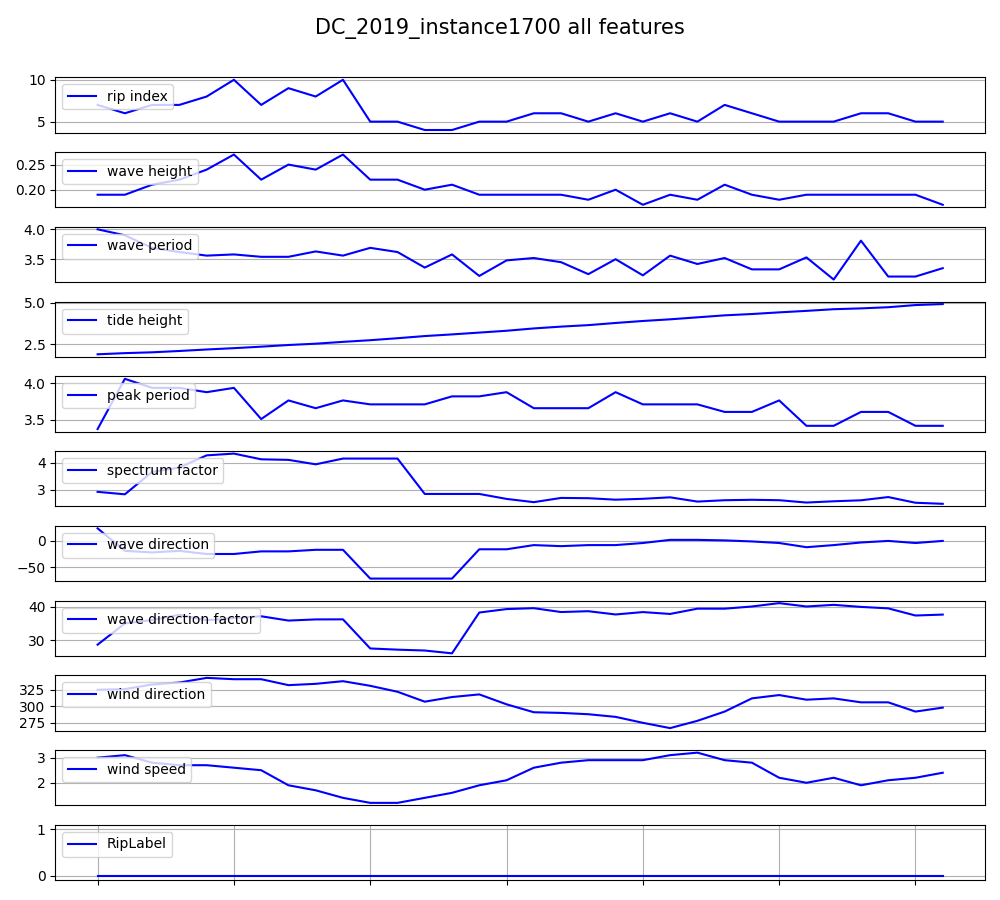 DC_2019_instance1700 all features
10
5
rip index
0.25
0.20
wave height
4.0
3.5
wave period
5.0
2.5
tide height
4.0
3.5
peak period
4
3
spectrum factor
0
−50
wave direction
40
30
wave direction factor
325
300
275
wind direction
3
2
wind speed
1
0
RipLabel